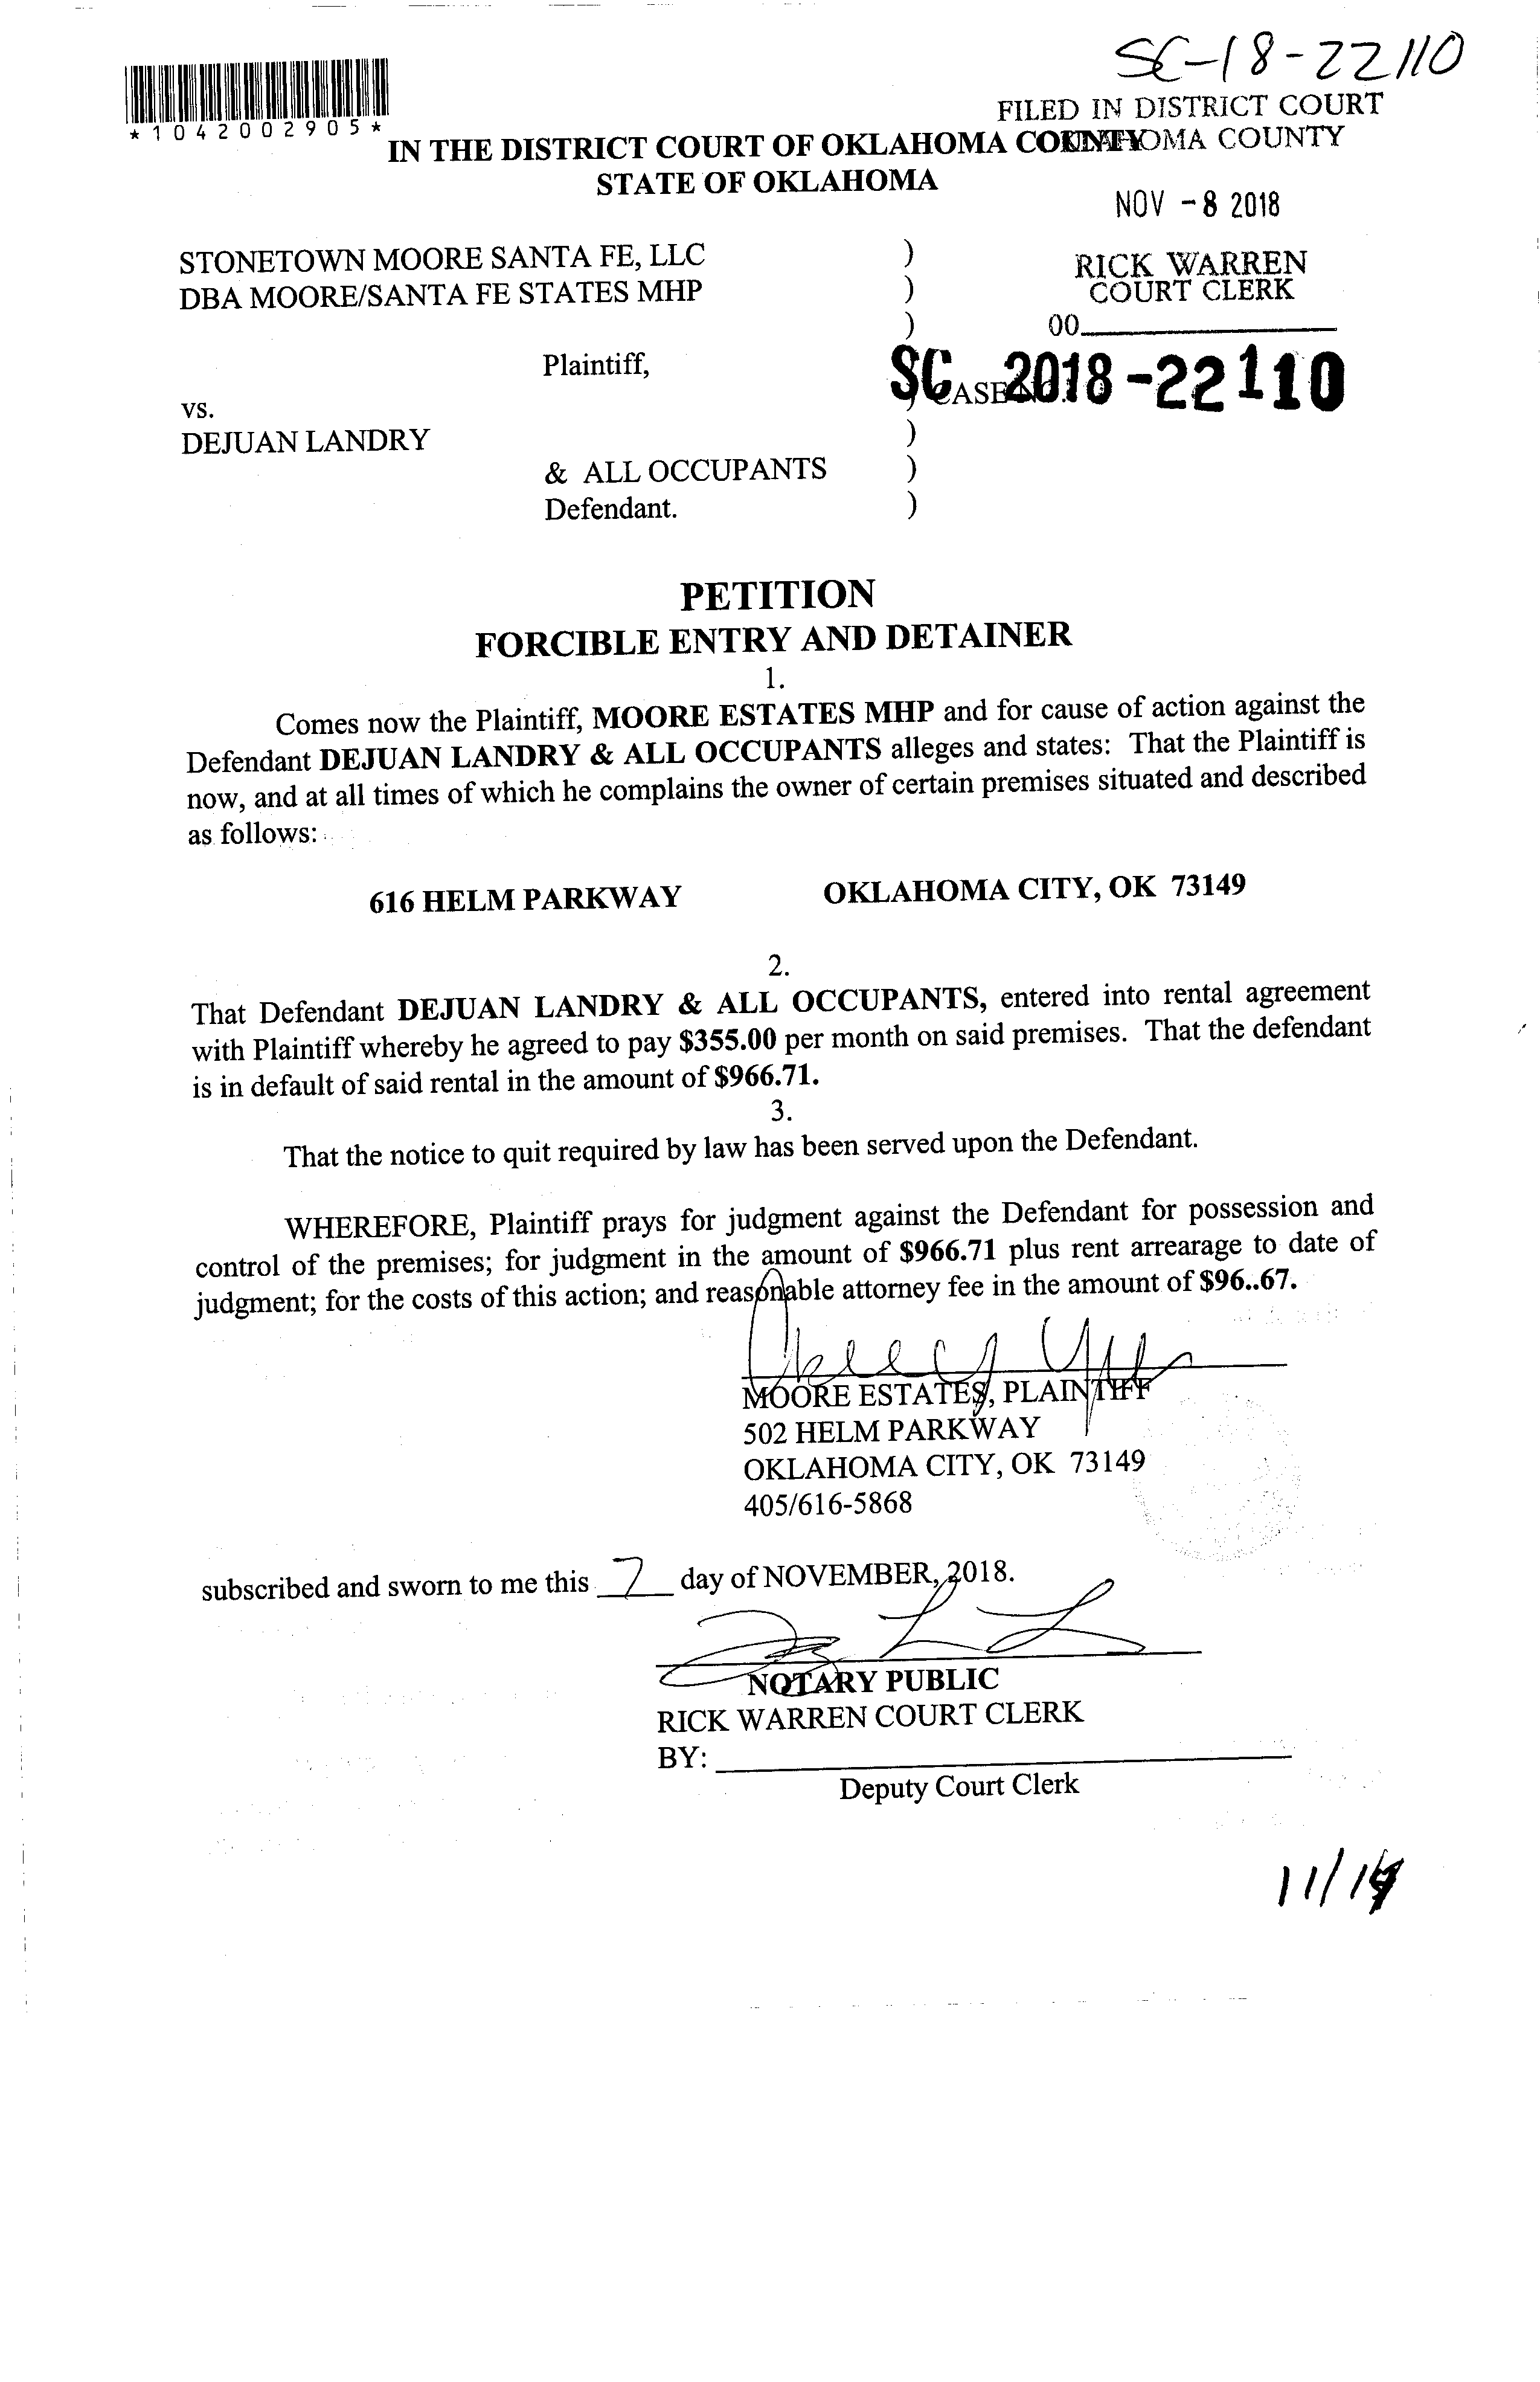 SC-18-22110
*1042002905*
FILED IN DISTRICT COURT
IN THE DISTRICT COURT OF OKLAHOMA COUNTY OKLAHOMA COUNTY
STATE OF OKLAHOMA
NOV -8 2018
STONETOWN MOORE SANTA FE, LLC )
DBA MOORE/SANTA FE STATES MHP )
RICK WARREN
COURT CLERK
) 00
Plaintiff,
SC 2018-22110
) CASE NO.:
vs.
DEJUAN LANDRY )
& ALL OCCUPANTS )
Defendant. )
PETITION
FORCIBLE ENTRY AND DETAINER
1.
Comes now the Plaintiff, MOORE ESTATES MHP and for cause of action against the
Defendant DEJUAN LANDRY & ALL OCCUPANTS alleges and states: That the Plaintiff is
now, and at all times of which he complains the owner of certain premises situated and described
as follows:
616 HELM PARKWAY OKLAHOMA CITY, OK 73149
2.
That Defendant DEJUAN LANDRY & ALL OCCUPANTS, entered into rental agreement
with Plaintiff whereby he agreed to pay $355.00 per month on said premises. That the defendant
is in default of said rental in the amount of $966.71.
3.
That the notice to quit required by law has been served upon the Defendant.
WHEREFORE, Plaintiff prays for judgment against the Defendant for possession and
control of the premises; for judgment in the amount of $966.71 plus rent arrearage to date of
judgment; for the costs of this action; and reasonable attorney fee in the amount of $96..67.
MOORE ESTATES, PLAINTIFF
502 HELM PARKWAY
OKLAHOMA CITY, OK 73149
405/616-5868
subscribed and sworn to me this 7 day of NOVEMBER, 2018.
NOTARY PUBLIC
RICK WARREN COURT CLERK
BY:
Deputy Court Clerk
11/19